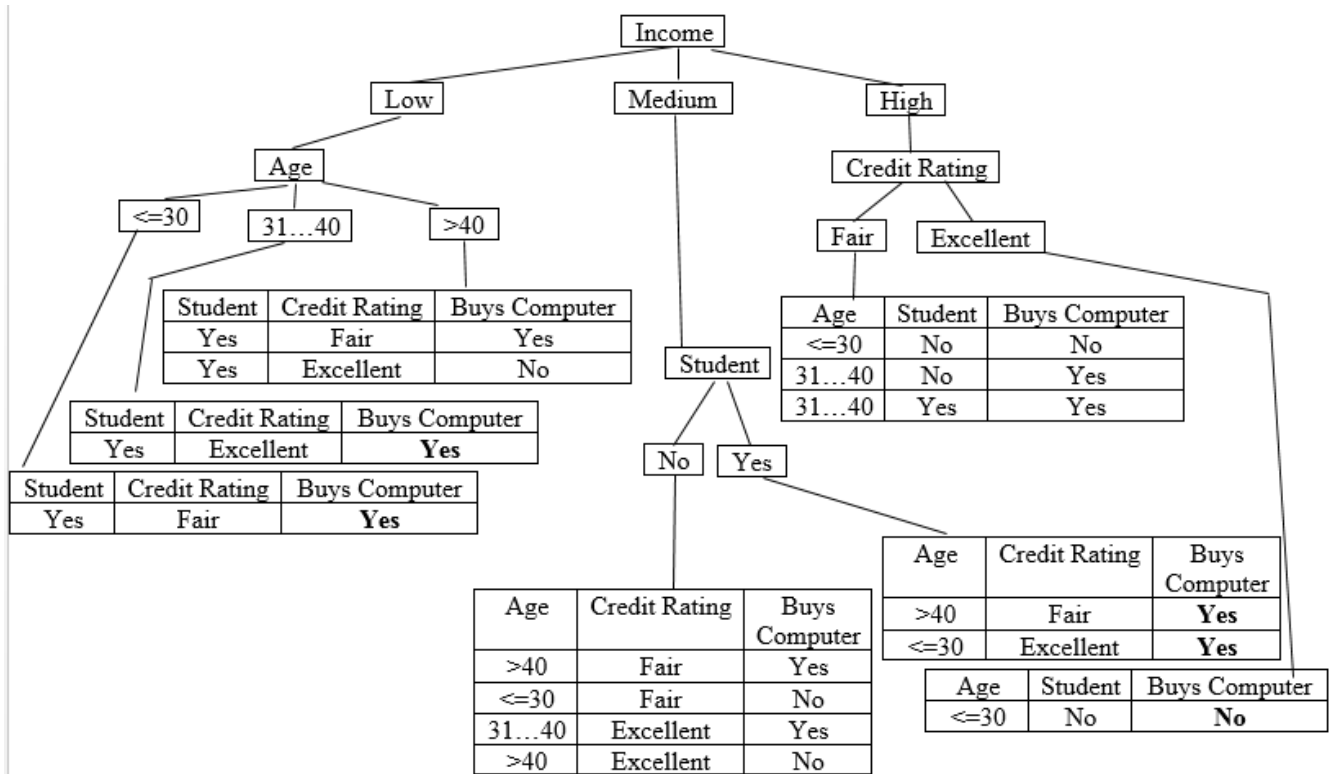 Income
Low Medium High
Age
Credit Rating
<=30 31…40 >40
Fair Excellent
Student Credit Rating Buys Computer
Yes Fair Yes
Yes Excellent No
Age Student Buys Computer
<=30 No No
31…40 No Yes
31…40 Yes Yes
Student
Student Credit Rating Buys Computer
Yes Excellent Yes
No Yes
Student Credit Rating Buys Computer
Yes Fair Yes
Age Credit Rating Buys
Computer
>40 Fair Yes
<=30 Excellent Yes
Age Credit Rating Buys
Computer
>40 Fair Yes
<=30 Fair No
31…40 Excellent Yes
>40 Excellent No
Age Student Buys Computer
<=30 No No